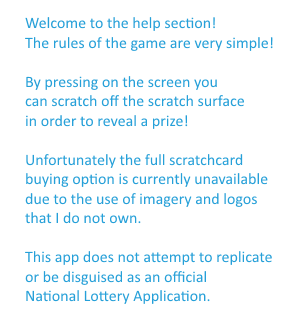 Welcome to the help section!
The rules of the game are very simple!
By pressing on the screen you
can scratch off the scratch surface
in order to reveal a prize!
Unfortunately the full scratchcard
buying option is currently unavailable
due to the use of imagery and logos
that I do not own.
This app does not attempt to replicate
or be disguised as an official
National Lottery Application.